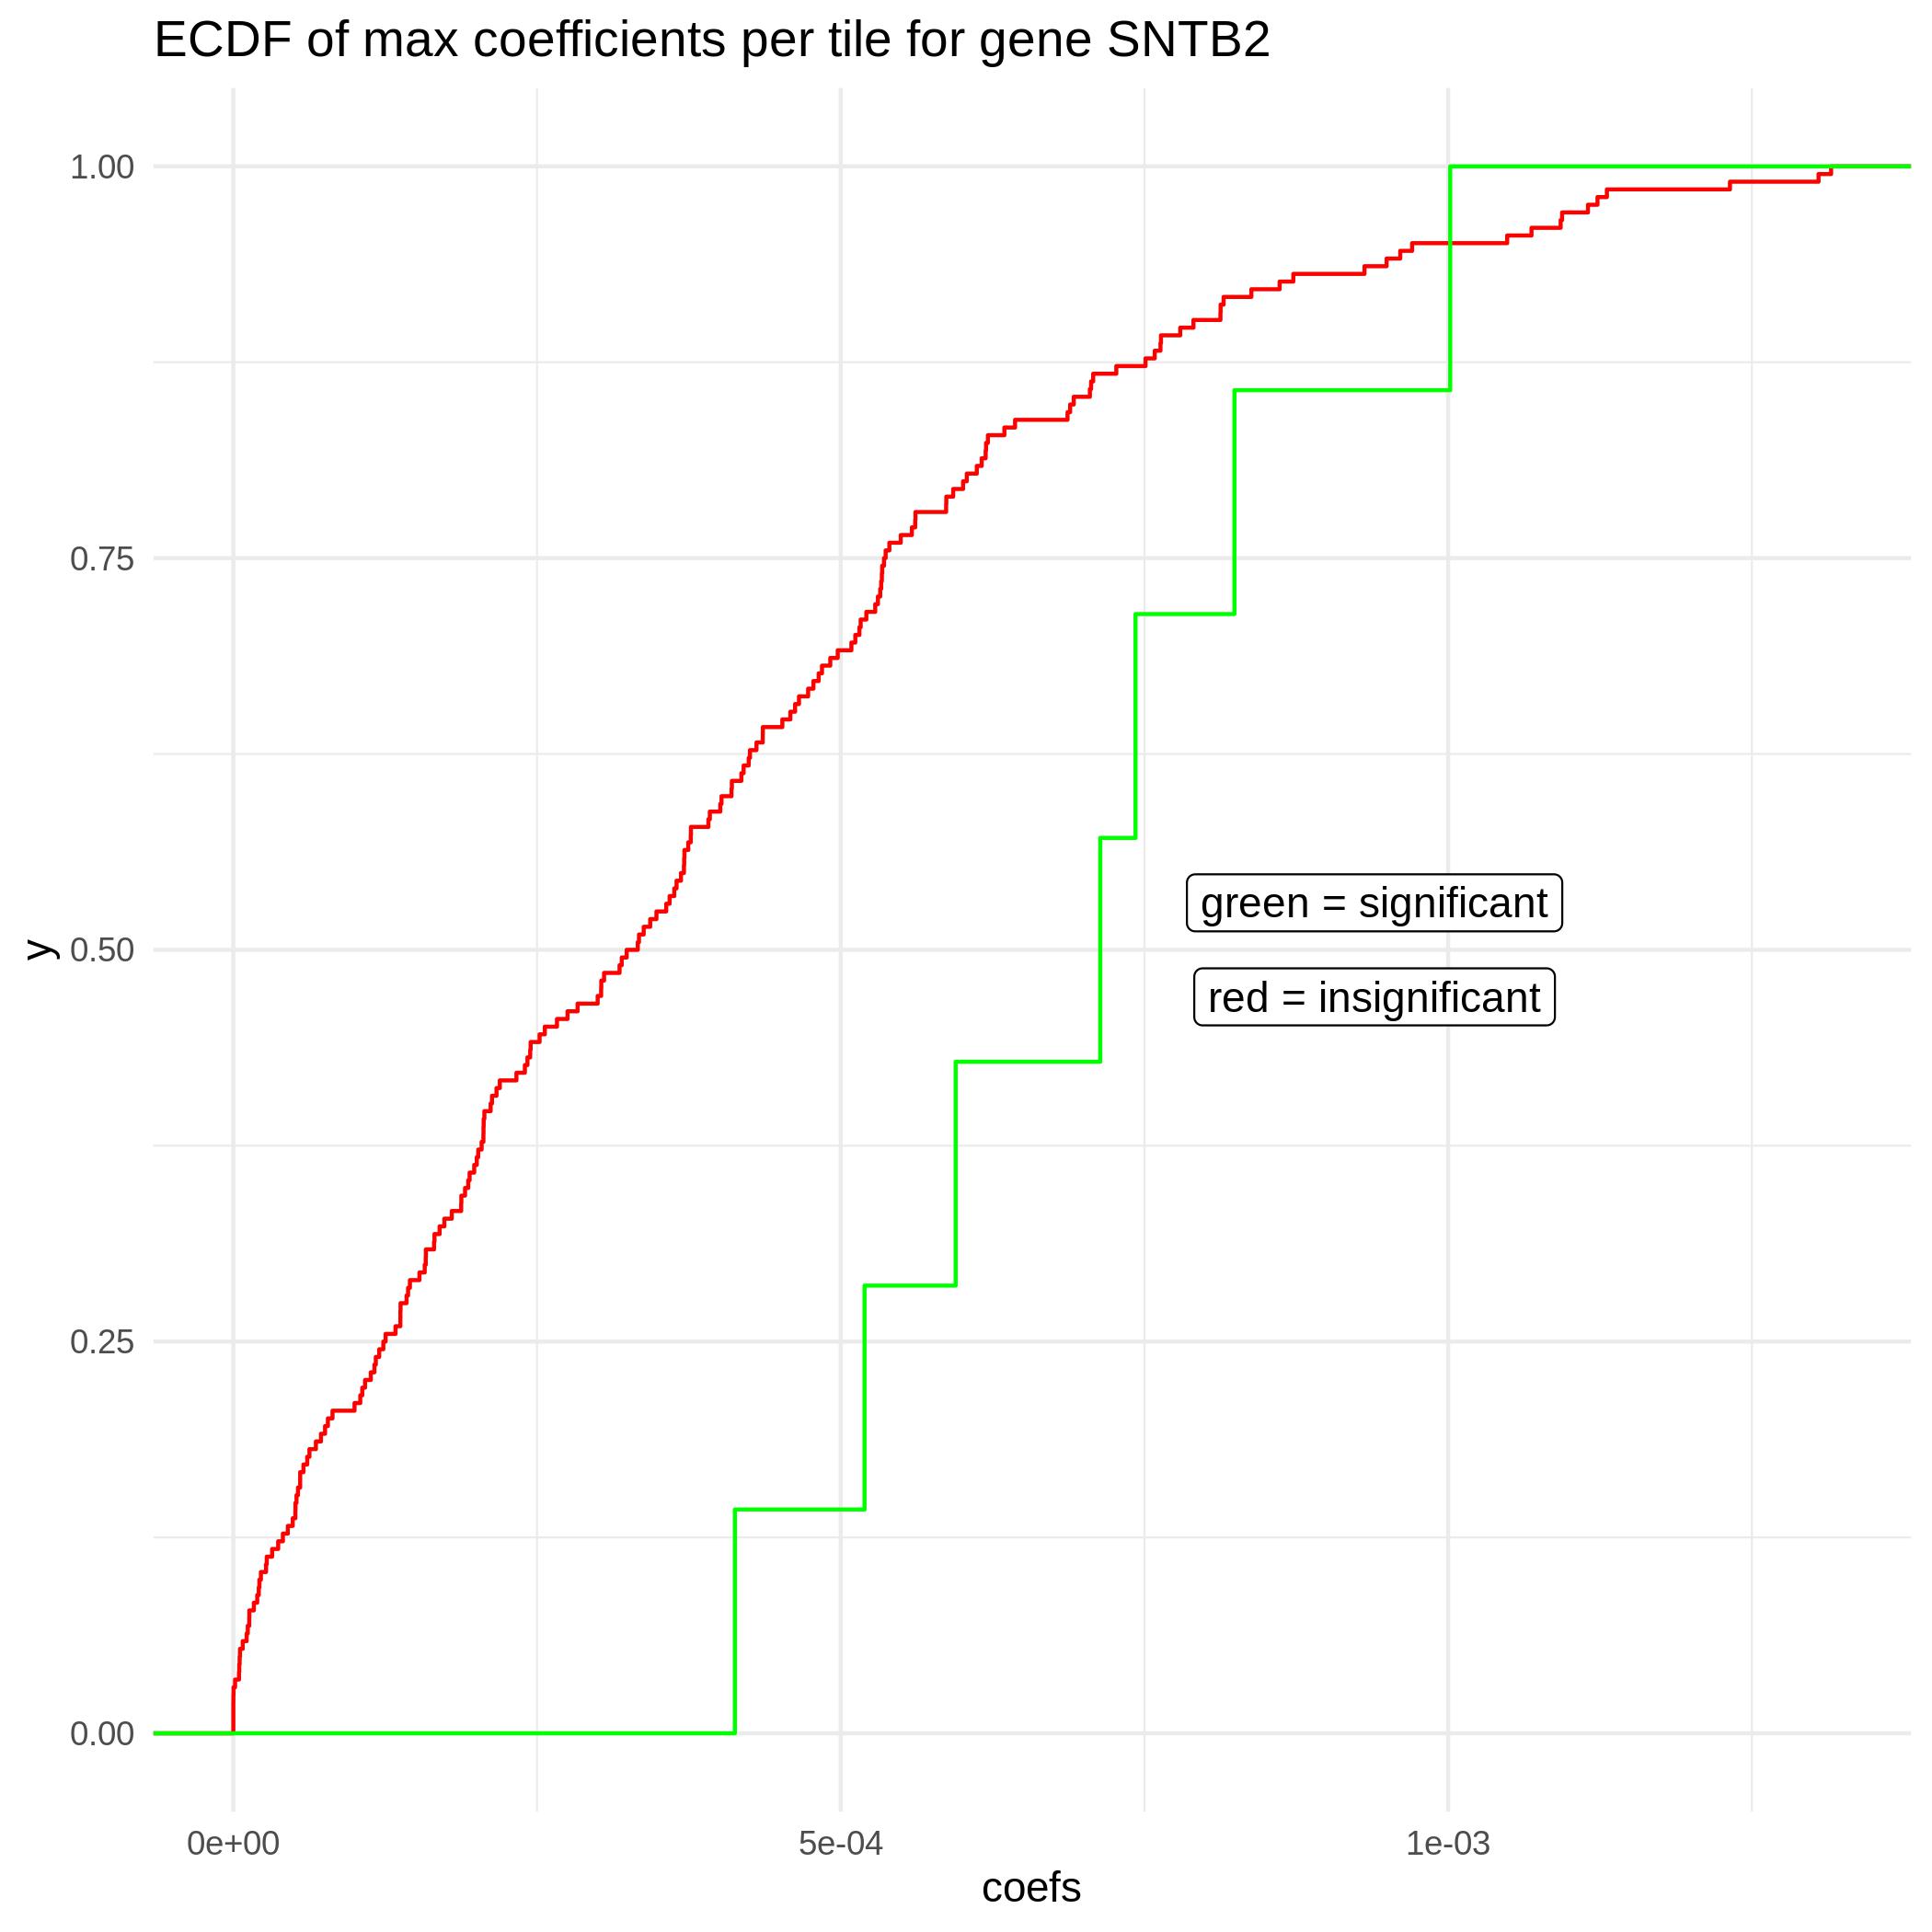 ECDF of max coefficients per tile for gene SNTB2
1.00
0.75
0.50
0.25
0.00
y
green = significant
red = insignificant
0e+00
5e-04
1e-03
coefs